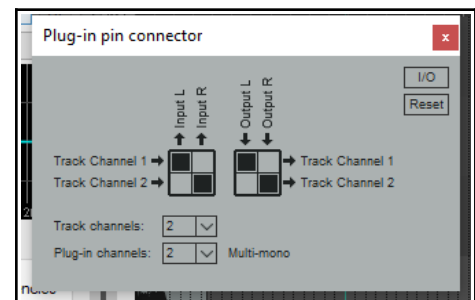 Plug-in pin connector
x
I/O
Reset
Input L
Input R
Output L
Output R
Track Channel 1
Track Channel 1
Track Channel 2
Track Channel 2
Track channels: 2
Plug-in channels: 2 Multi-mono